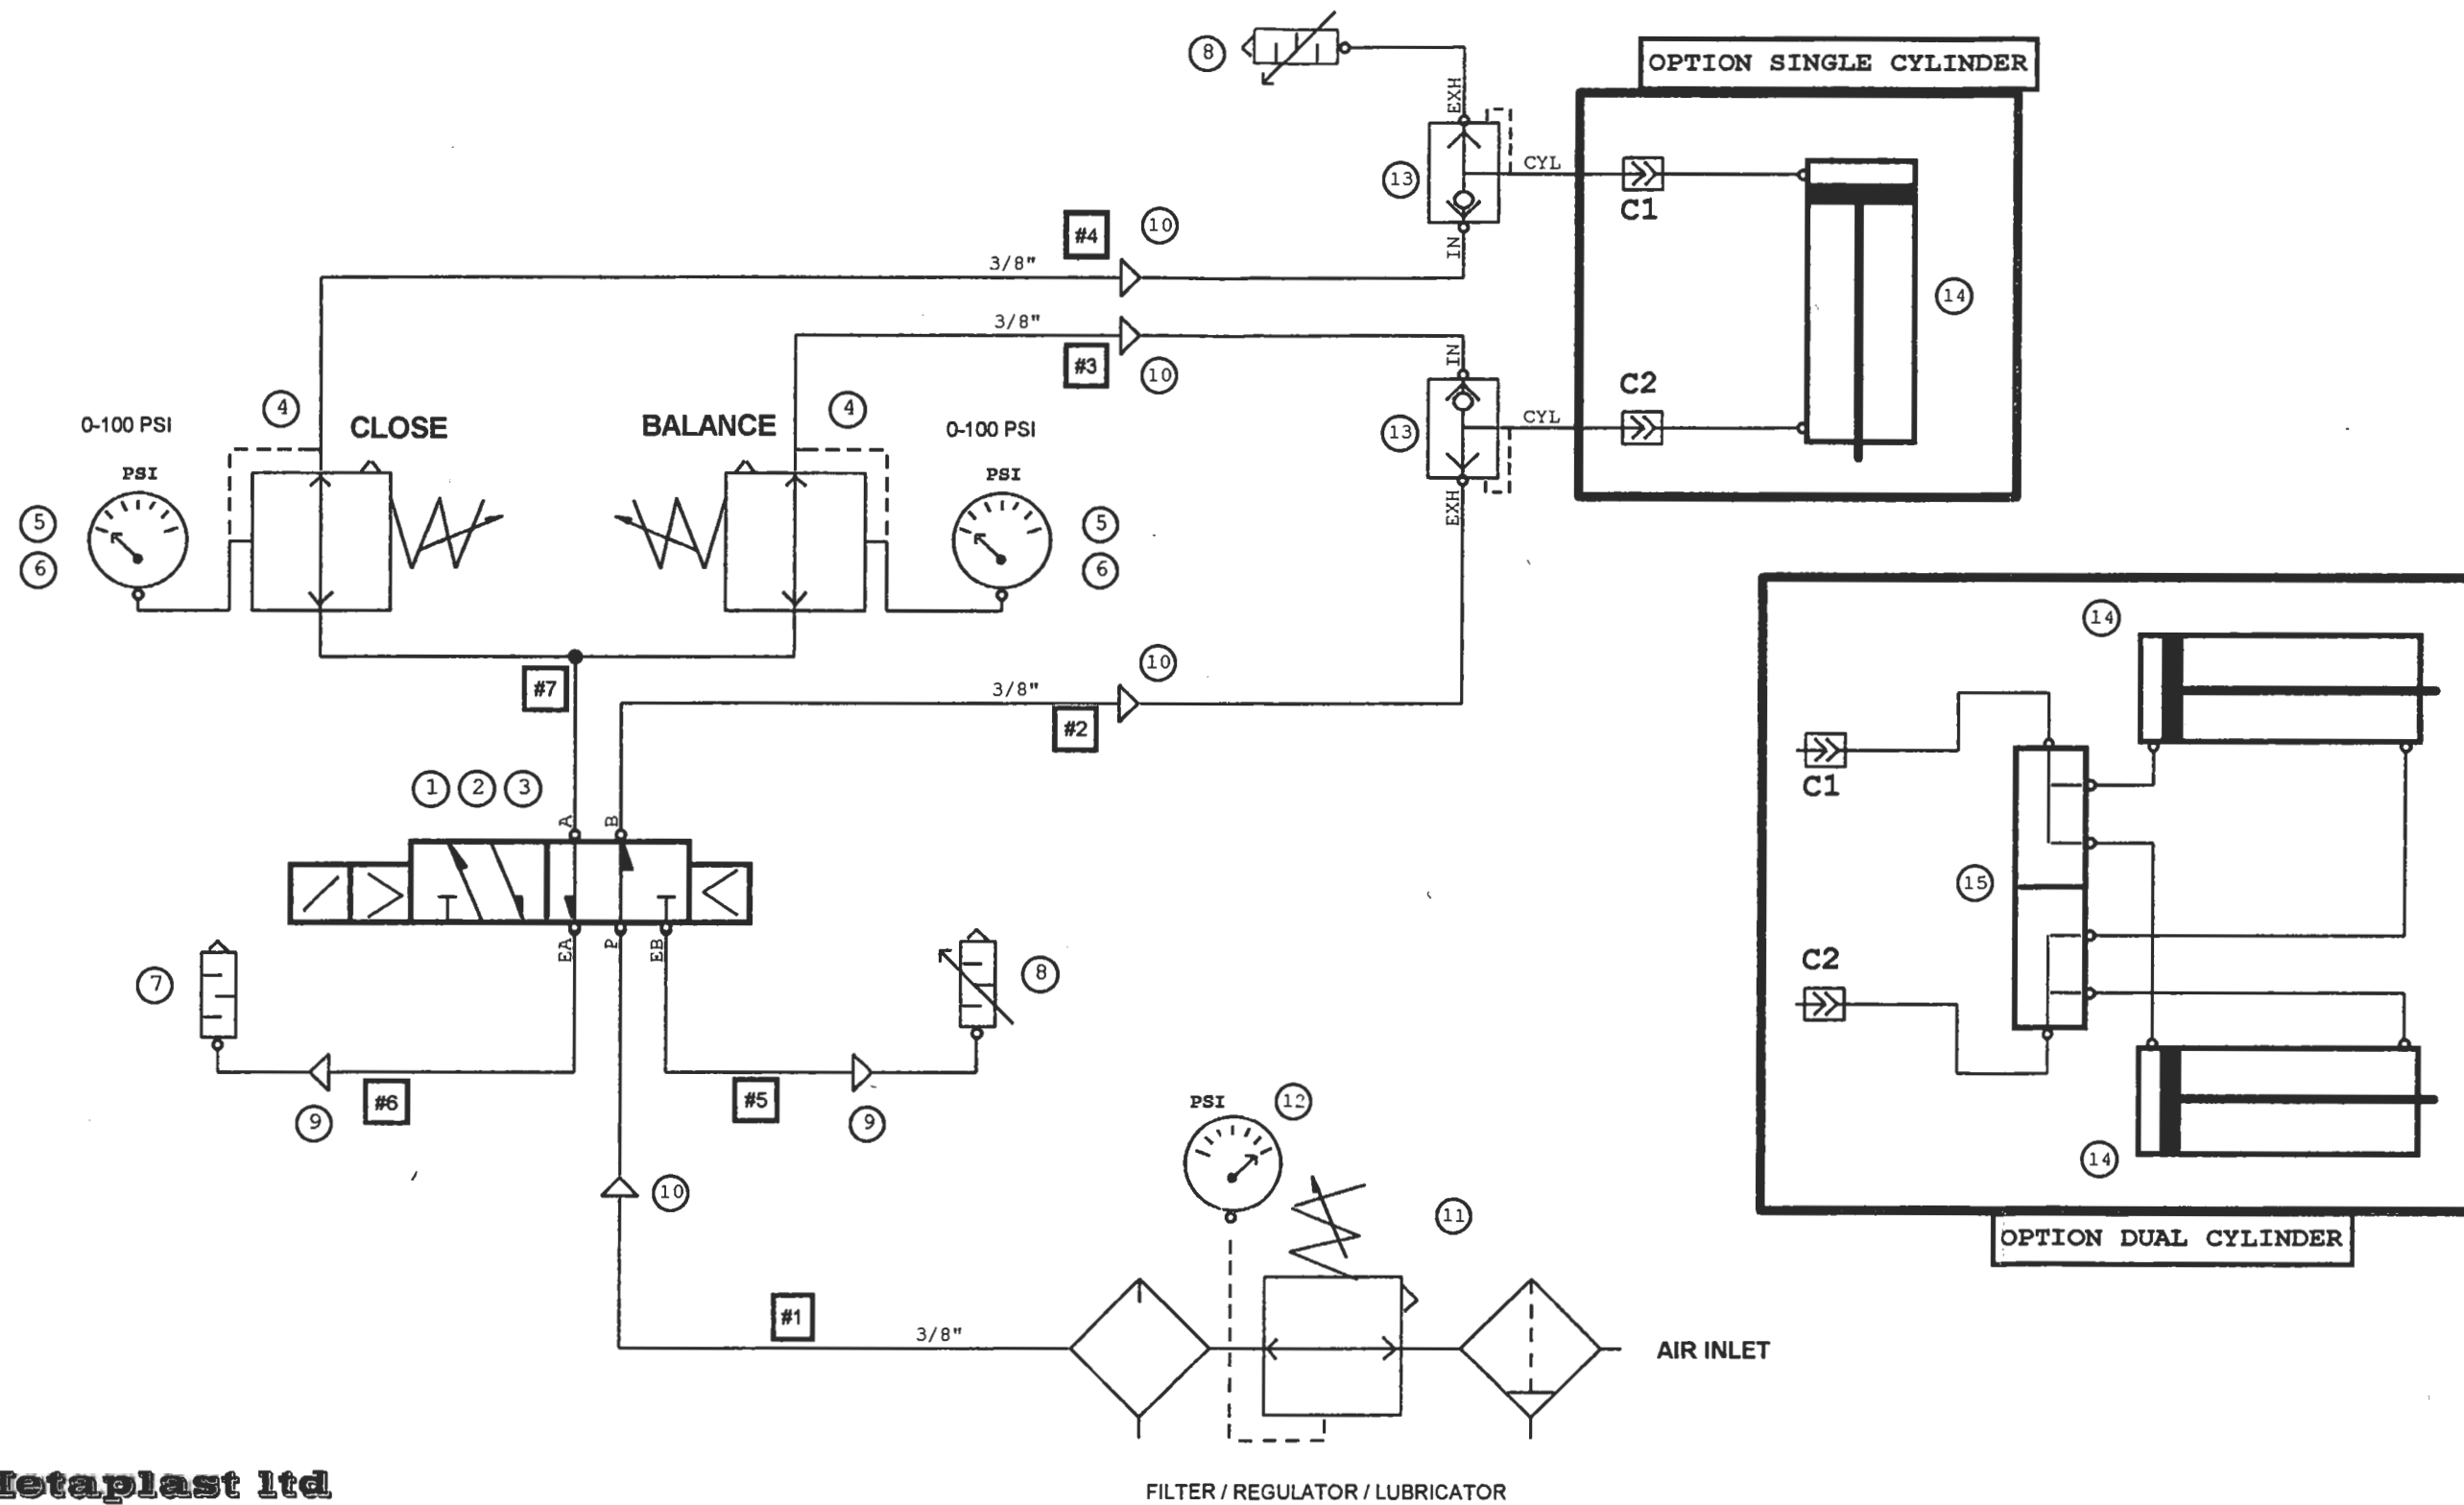 8
OPTION SINGLE CYLINDER
EXH
13
CYL
C1
#4
10
IN
3/8"
14
3/8"
#3
10
IN
C2
4
CLOSE
BALANCE
4
0-100 PSI
0-100 PSI
13
CYL
PSI
PSI
EXH
5
6
5
6
14
#7
10
3/8"
#2
C1
1 2 3
A
B
15
EA
P
EB
7
8
C2
#6
#5
9
9
PSI
12
14
10
11
OPTION DUAL CYLINDER
#1
3/8"
AIR INLET
etaplast ltd
FILTER / REGULATOR / LUBRICATOR